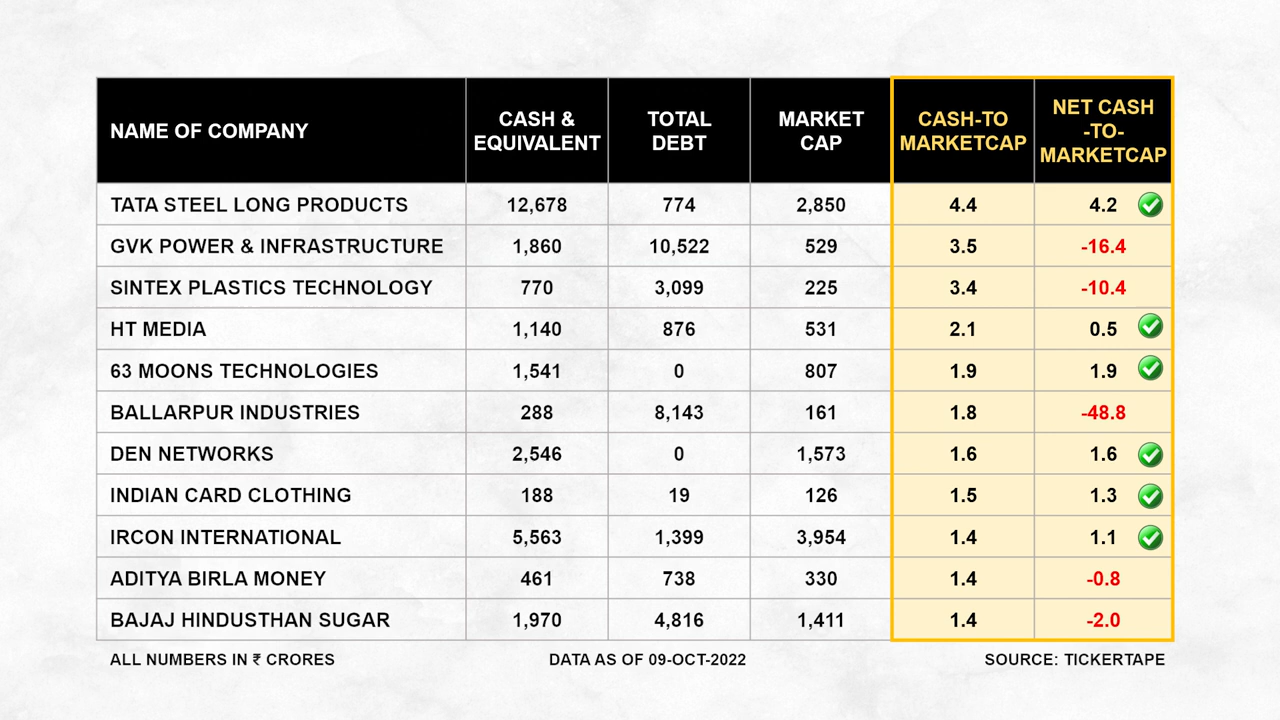 NAME OF COMPANY CASH & EQUIVALENT TOTAL DEBT MARKET CAP CASH-TO MARKETCAP NET CASH -TO- MARKETCAP
TATA STEEL LONG PRODUCTS 12,678 774 2,850 4.4 4.2
GVK POWER & INFRASTRUCTURE 1,860 10,522 529 3.5 -16.4
SINTEX PLASTICS TECHNOLOGY 770 3,099 225 3.4 -10.4
HT MEDIA 1,140 876 531 2.1 0.5
63 MOONS TECHNOLOGIES 1,541 0 807 1.9 1.9
BALLARPUR INDUSTRIES 288 8,143 161 1.8 -48.8
DEN NETWORKS 2,546 0 1,573 1.6 1.6
INDIAN CARD CLOTHING 188 19 126 1.5 1.3
IRCON INTERNATIONAL 5,563 1,399 3,954 1.4 1.1
ADITYA BIRLA MONEY 461 738 330 1.4 -0.8
BAJAJ HINDUSTHAN SUGAR 1,970 4,816 1,411 1.4 -2.0
ALL NUMBERS IN ₹ CRORES DATA AS OF 09-OCT-2022 SOURCE: TICKERTAPE